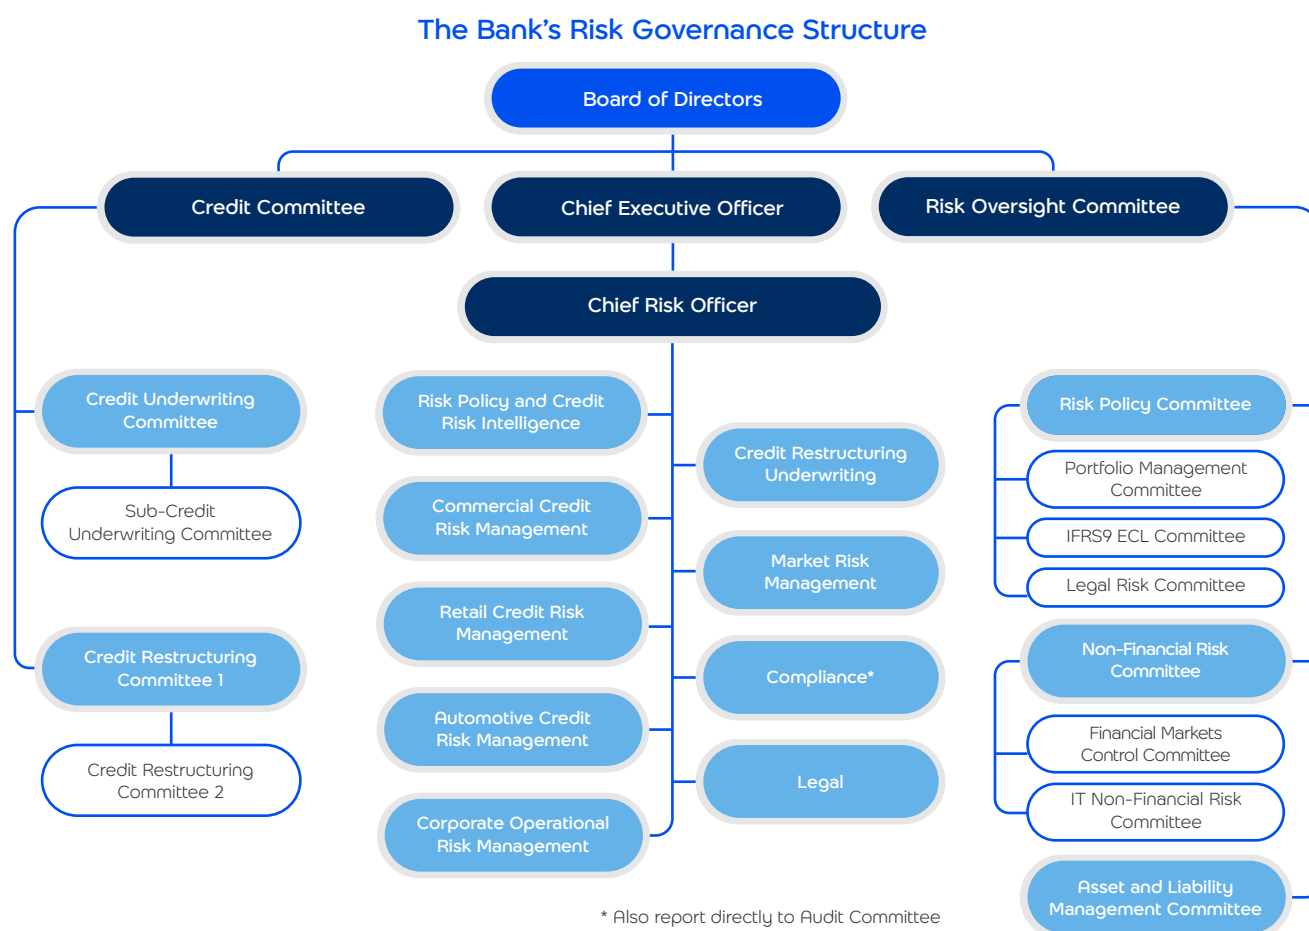 The Bank's Risk Governance Structure
Board of Directors
Credit Committee
Chief Executive Officer
Risk Oversight Committee
Chief Risk Officer
Credit Underwriting
Committee
Sub-Credit
Underwriting Committee
Credit Restructuring
Committee 1
Credit Restructuring
Committee 2
Risk Policy and Credit
Risk Intelligence
Commercial Credit
Risk Management
Retail Credit Risk
Management
Automotive Credit
Risk Management
Corporate Operational
Risk Management
Credit Restructuring
Underwriting
Market Risk
Management
Compliance*
Legal
Risk Policy Committee
Portfolio Management
Committee
IFRS9 ECL Committee
Legal Risk Committee
Non-Financial Risk
Committee
Financial Markets
Control Committee
IT Non-Financial Risk
Committee
Asset and Liability
Management Committee
* Also report directly to Audit Committee